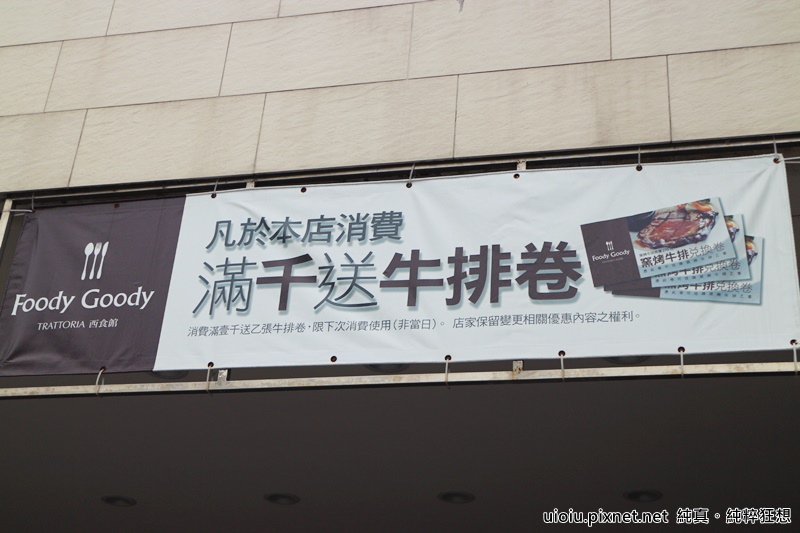 Foody Goody
TRATTORIA 西食館
凡於本店消費
滿千送牛排卷
消費滿壹千送乙張牛排卷，限下次消費使用(非當日)。 店家保留變更相關優惠內容之權利。
Foody Goody
窯烤牛排兌換卷
uioiu.pixnet.net 純真。純粹狂想